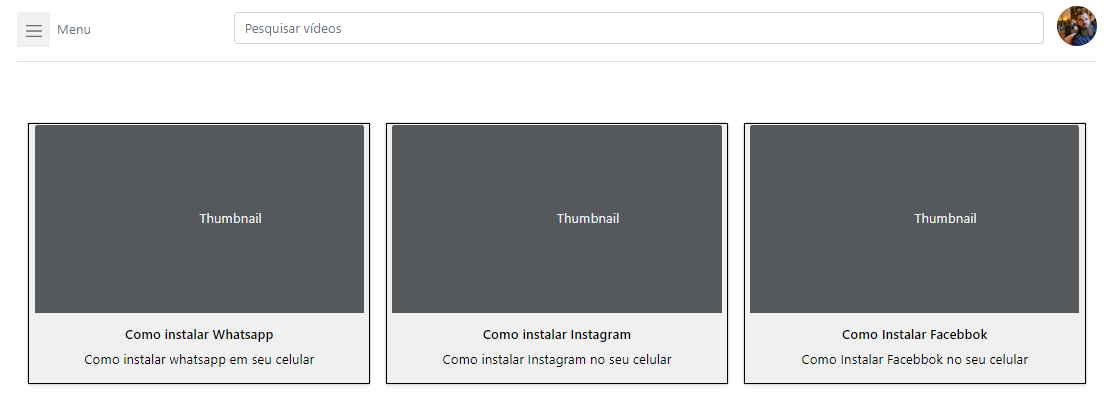 Menu
Pesquisar vídeos
Thumbnail
Thumbnail
Thumbnail
Como instalar Whatsapp
Como instalar whatsapp em seu celular
Como instalar Instagram
Como instalar Instagram no seu celular
Como Instalar Facebbok
Como Instalar Facebbok no seu celular